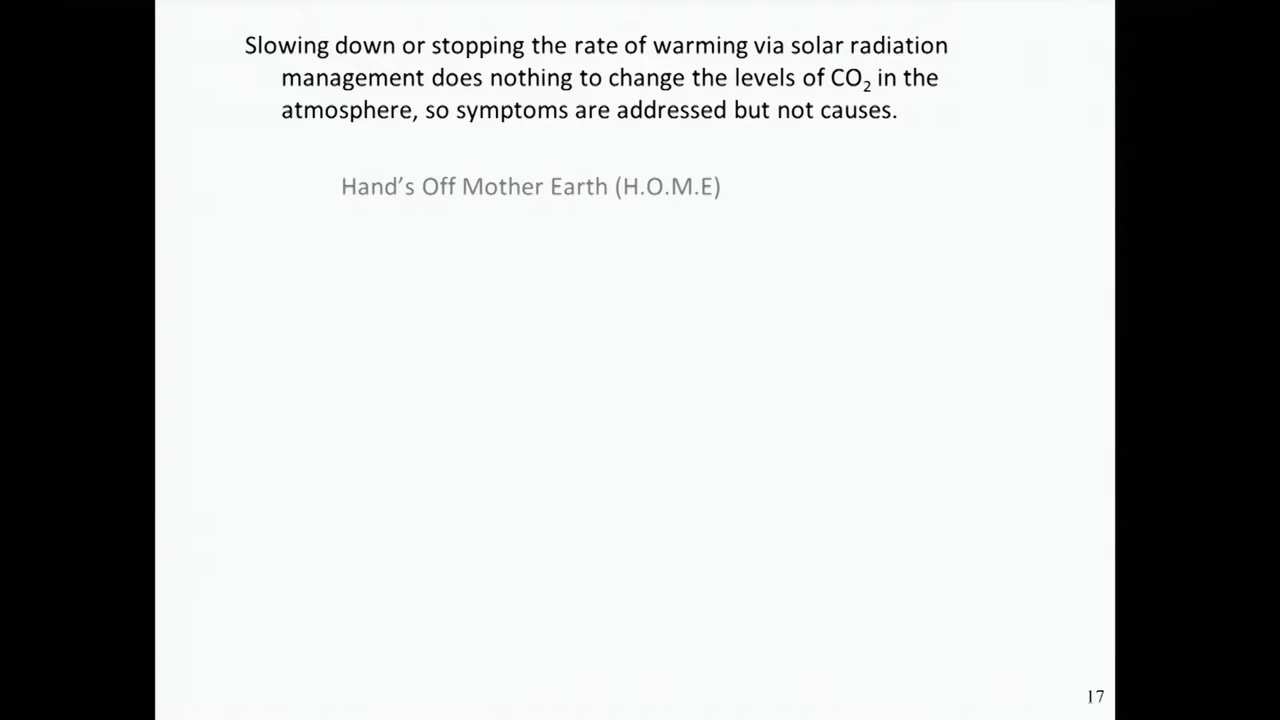 Slowing down or stopping the rate of warming via solar radiation
management does nothing to change the levels of CO₂ in the
atmosphere, so symptoms are addressed but not causes.
Hand’s Off Mother Earth (H.O.M.E)
17